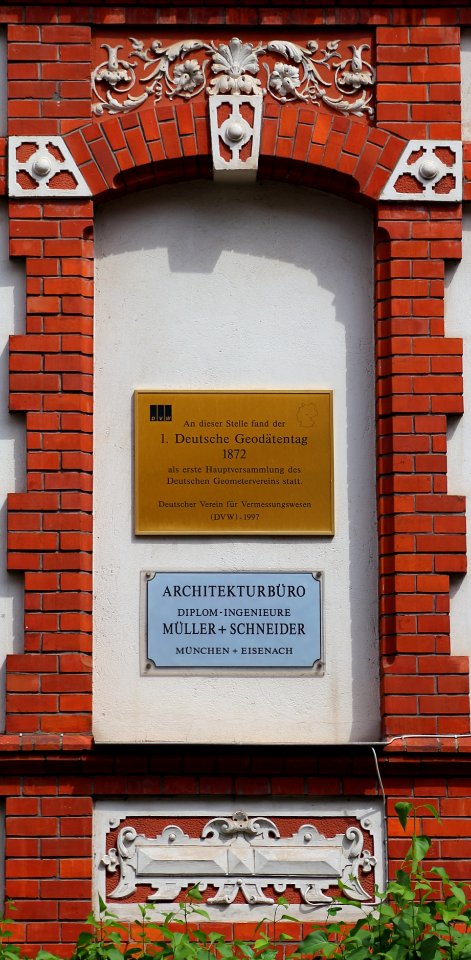 DVW
An dieser Stelle fand der
1. Deutsche Geodätentag
1872
als erste Hauptversammlung des
Deutschen Geometervereins statt.
Deutscher Verein für Vermessungswesen
(DVW) - 1997
ARCHITEKTURBÜRO
DIPLOM-INGENIEURE
MÜLLER + SCHNEIDER
MÜNCHEN + EISENACH